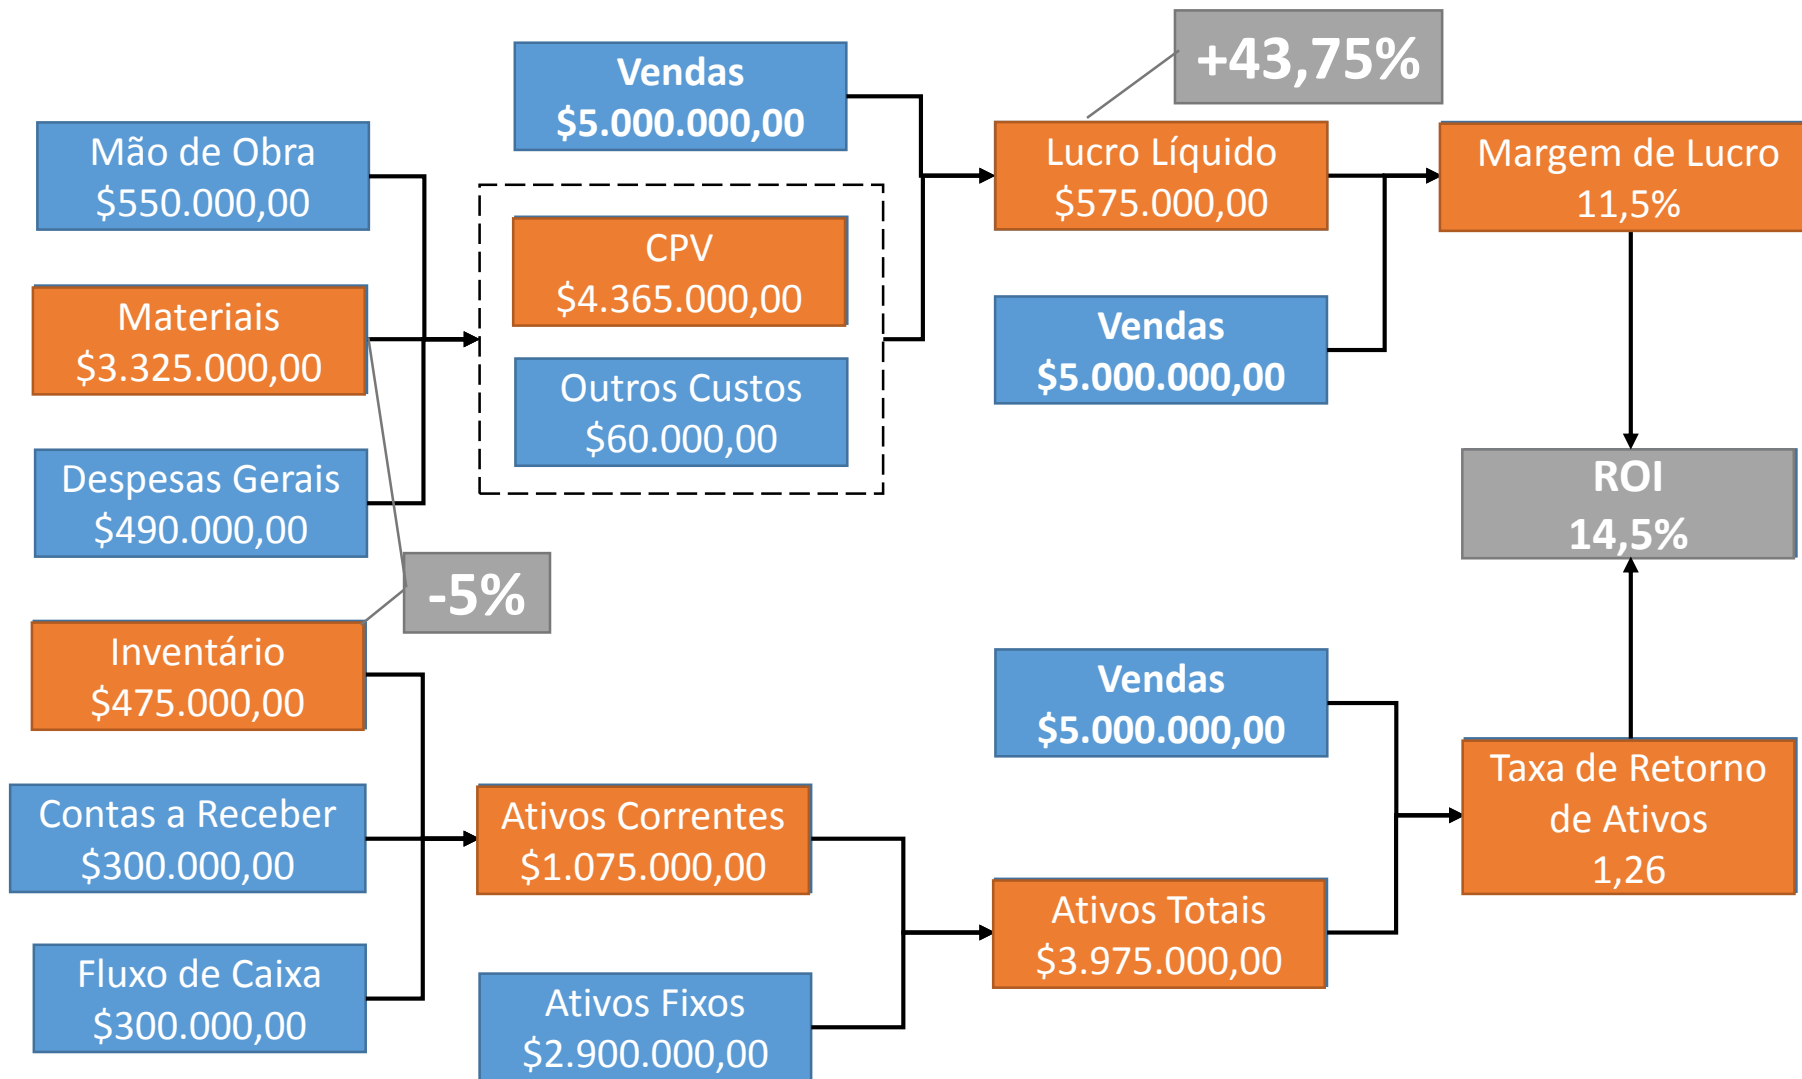 +43,75%
Vendas
$5.000.000,00
Mão de Obra
$550.000,00
Lucro Líquido
$575.000,00
Margem de Lucro
11,5%
CPV
$4.365.000,00
Materiais
$3.325.000,00
Vendas
$5.000.000,00
Outros Custos
$60.000,00
Despesas Gerais
$490.000,00
ROI
14,5%
-5%
Inventário
$475.000,00
Vendas
$5.000.000,00
Taxa de Retorno
de Ativos
1,26
Contas a Receber
$300.000,00
Ativos Correntes
$1.075.000,00
Ativos Totais
$3.975.000,00
Fluxo de Caixa
$300.000,00
Ativos Fixos
$2.900.000,00